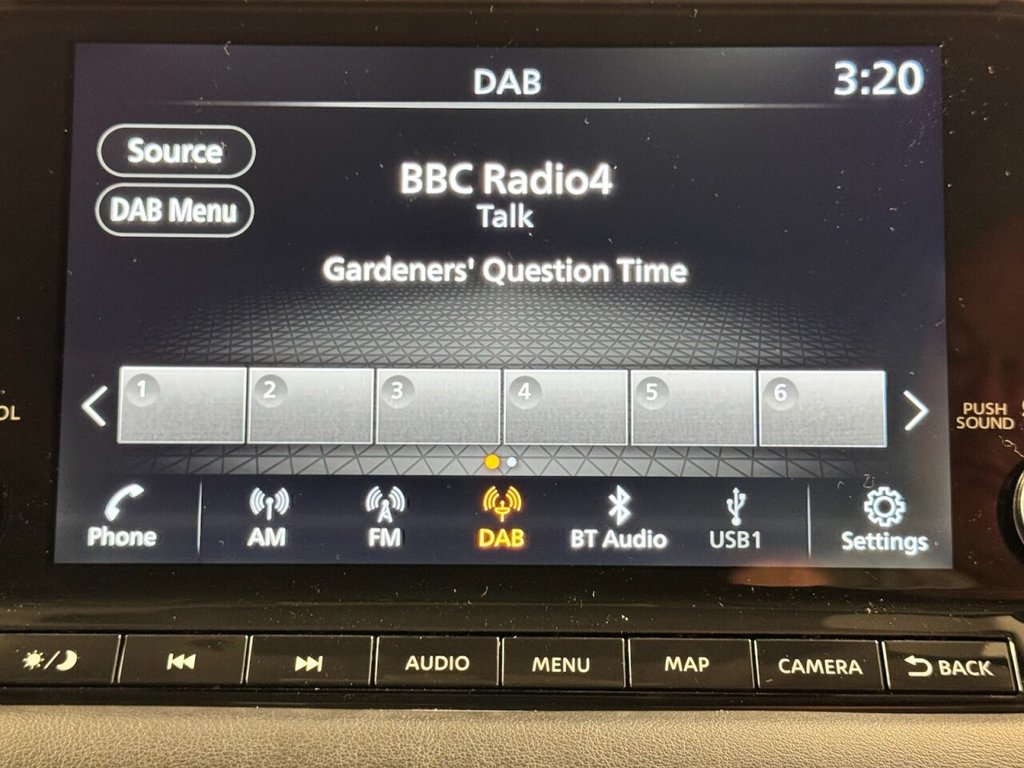 DAB
3:20
Source
BBC Radio4
DAB Menu
Talk
Gardeners' Question Time
1 2 3 4 5 6
PUSH
SOUND
Phone AM FM DAB BT Audio USB1 Settings
AUDIO MENU MAP CAMERA BACK